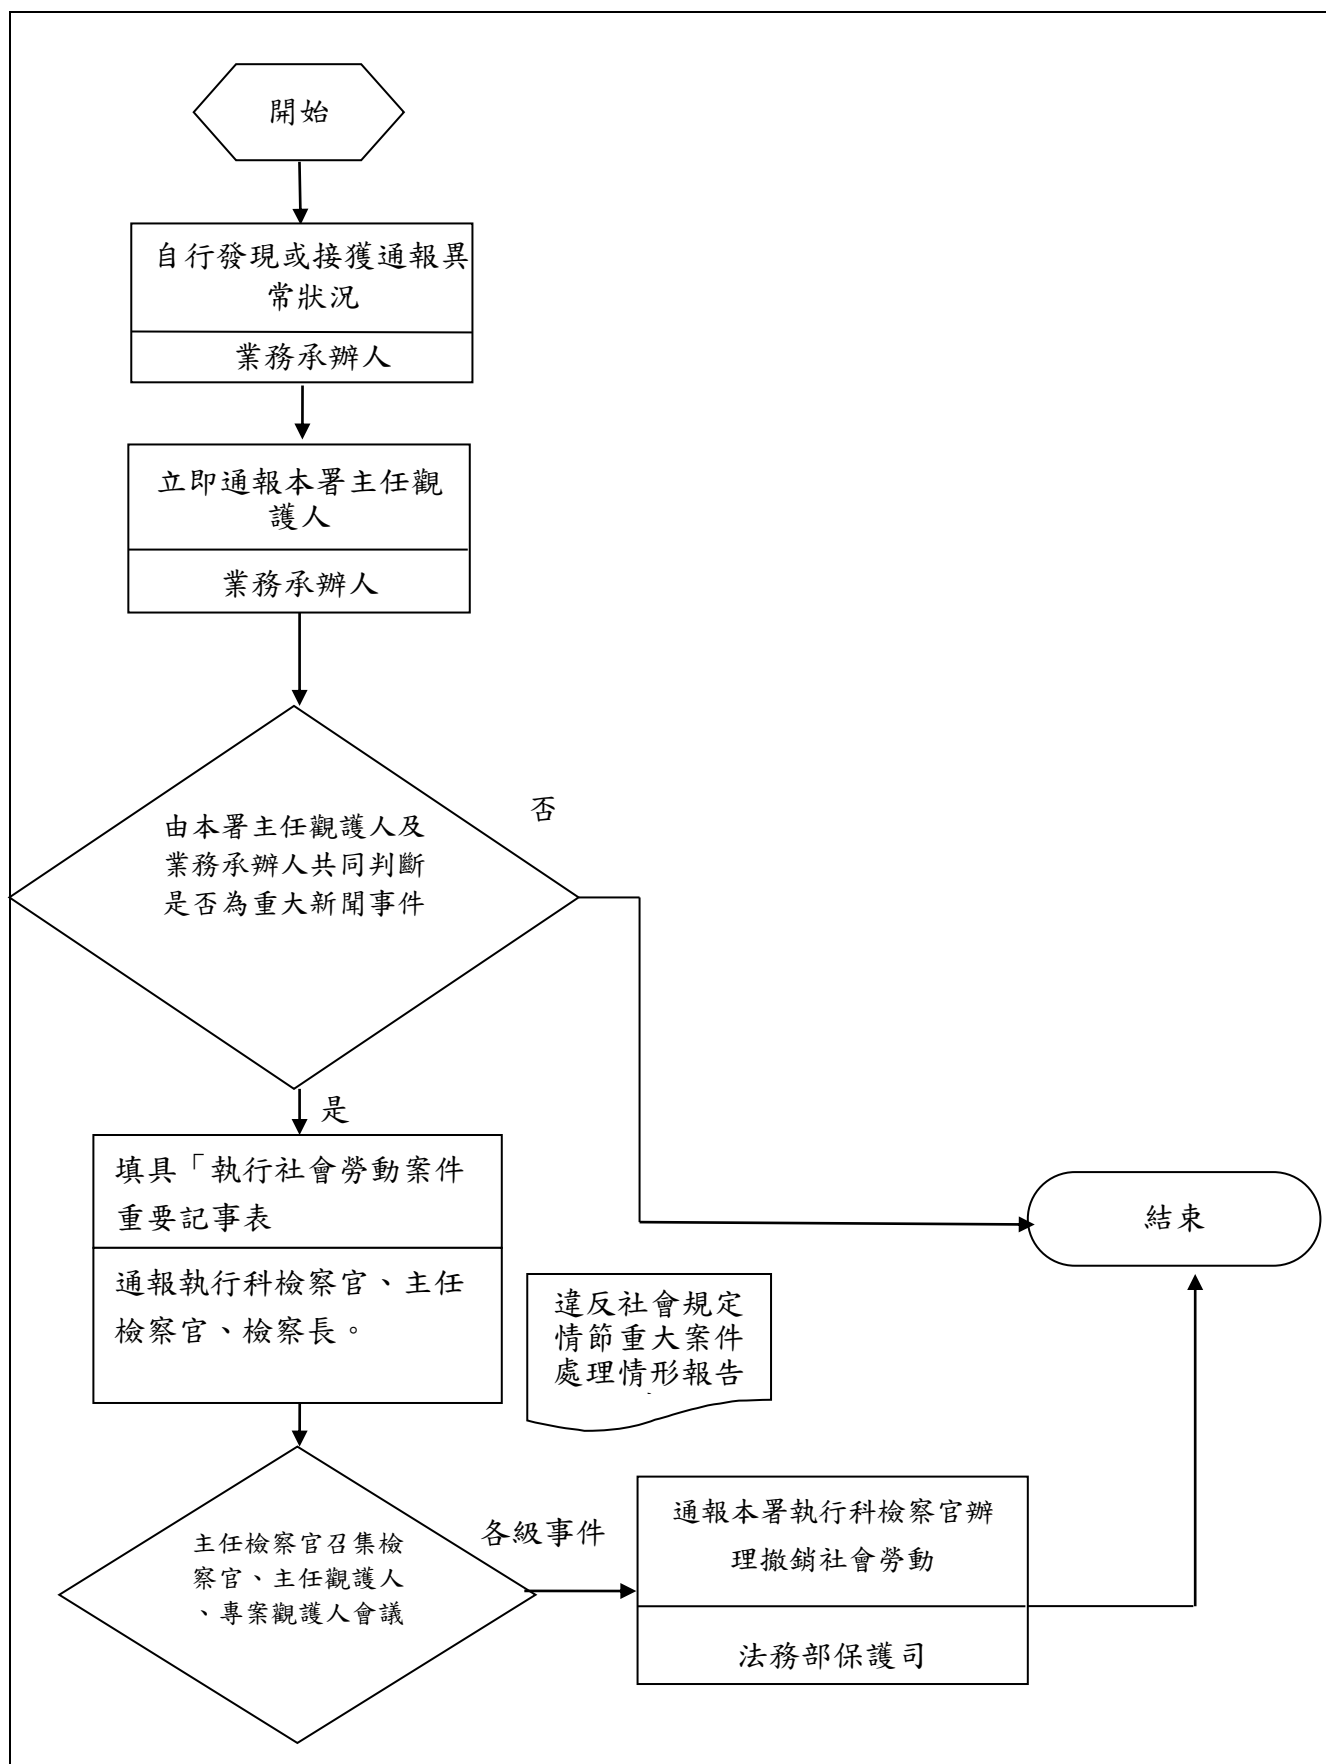 開始
自行發現或接獲通報異
常狀況
業務承辦人
立即通報本署主任觀
護人
業務承辦人
否
由本署主任觀護人及
業務承辦人共同判斷
是否為重大新聞事件
是
填具「執行社會勞動案件
重要記事表
通報執行科檢察官、主任
檢察官、檢察長。
結束
違反社會規定
情節重大案件
處理情形報告
各級事件
主任檢察官召集檢
察官、主任觀護人
、專案觀護人會議
通報本署執行科檢察官辦
理撤銷社會勞動
法務部保護司